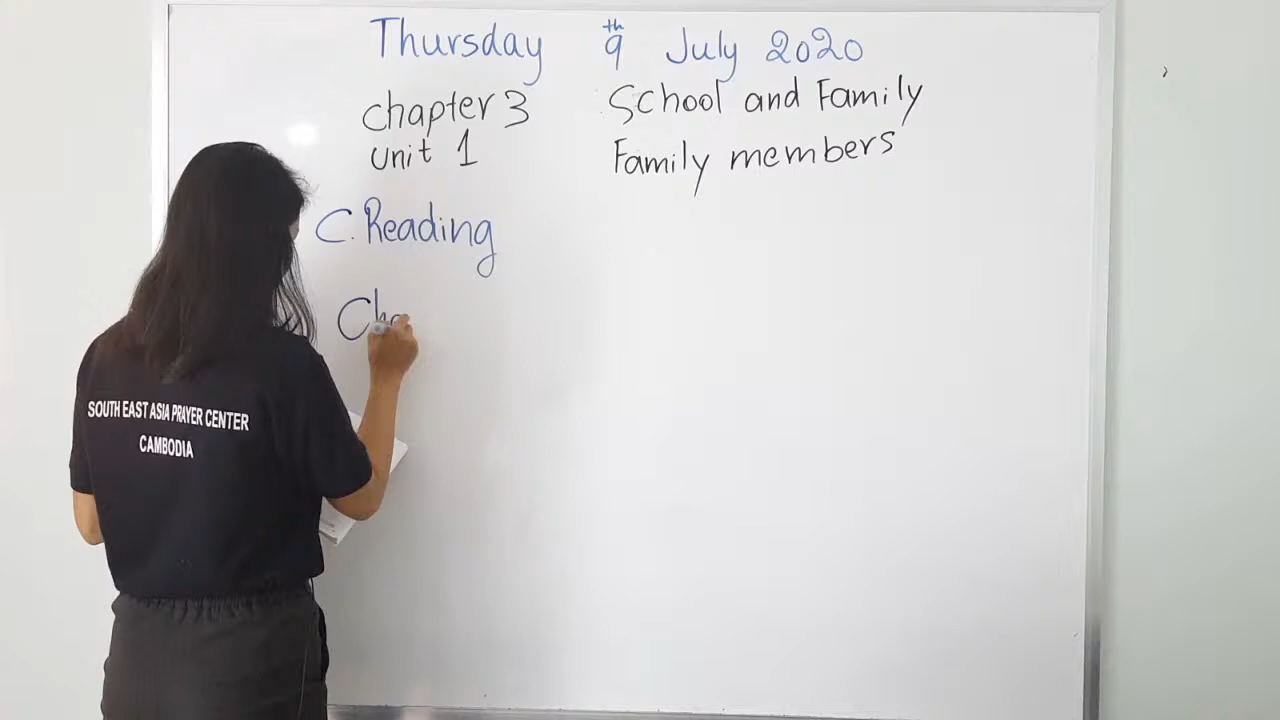 Thursday 9th July 2020
Chapter 3 School and Family
Unit 1 Family members
C. Reading
SOUTH EAST ASIA PRAYER CENTER
CAMBODIA